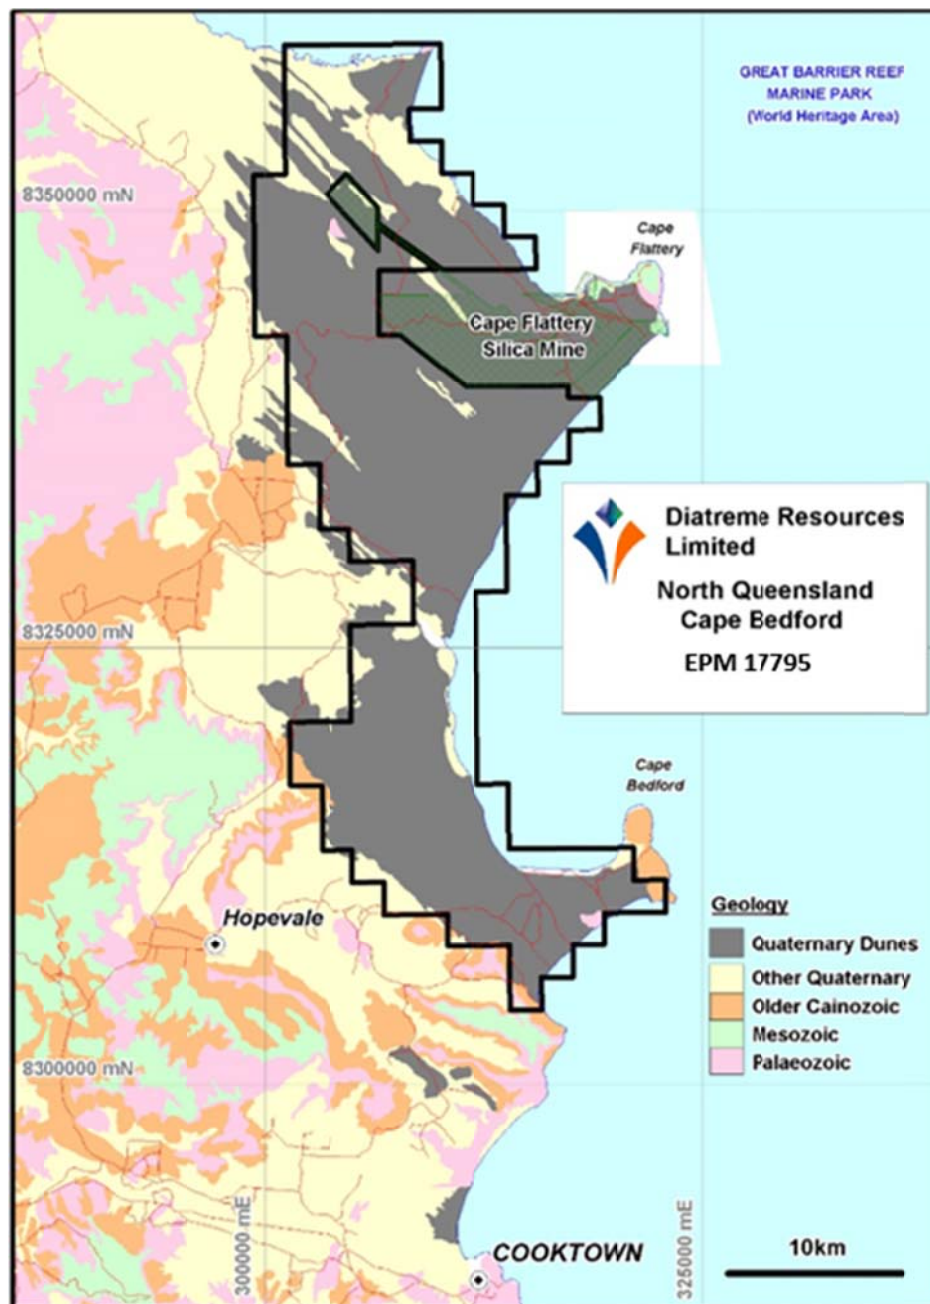 GREAT BARRIER REEF
MARINE PARK
(World Heritage Area)
8350000 mN
Cape
Flattery
Cape Flattery
Silica Mine
Diatreme Resources
Limited
North Queensland
Cape Bedford
EPM 17795
8325000 mN
Cape
Bedford
Hopevale
Geology
Quaternary Dunes
Other Quaternary
Older Cainozoic
Mesozoic
Palaeozoic
8300000 mN
300000 mE
325000 mE
COOKTOWN
10km